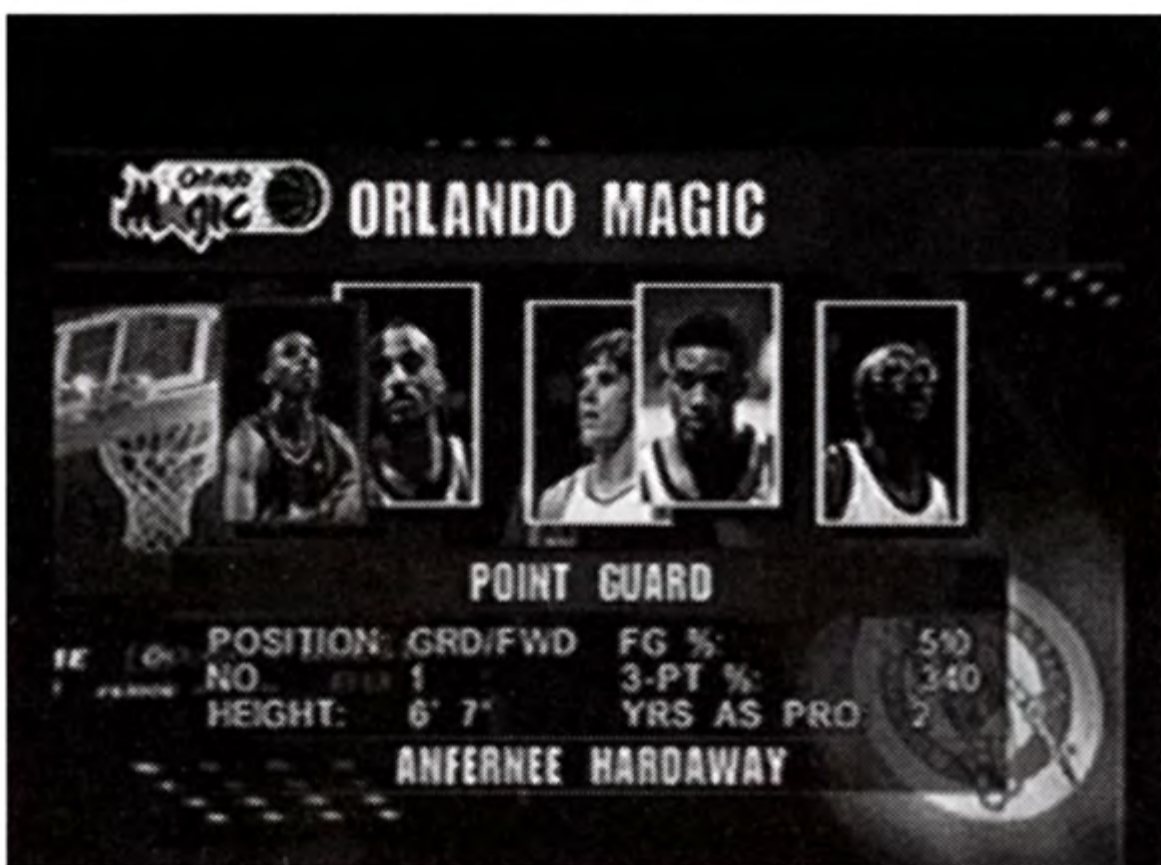 Magic
ORLANDO MAGIC
POINT GUARD
POSITION: GRD/FWD FG %: 510
NO. 1 3-PT %: 340
HEIGHT: 6' 7" YRS AS PRO 2
ANFERNEE HARDAWAY